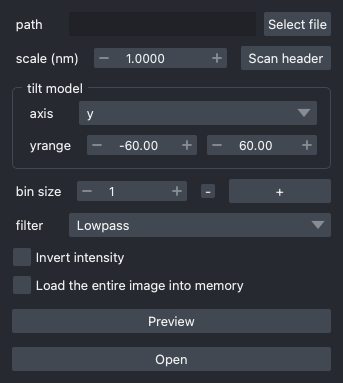 path Select file
scale (nm) − 1.0000 + Scan header
tilt model
axis y
yrange − -60.00 + − 60.00 +
bin size − 1 + - +
filter Lowpass
Invert intensity
Load the entire image into memory
Preview
Open